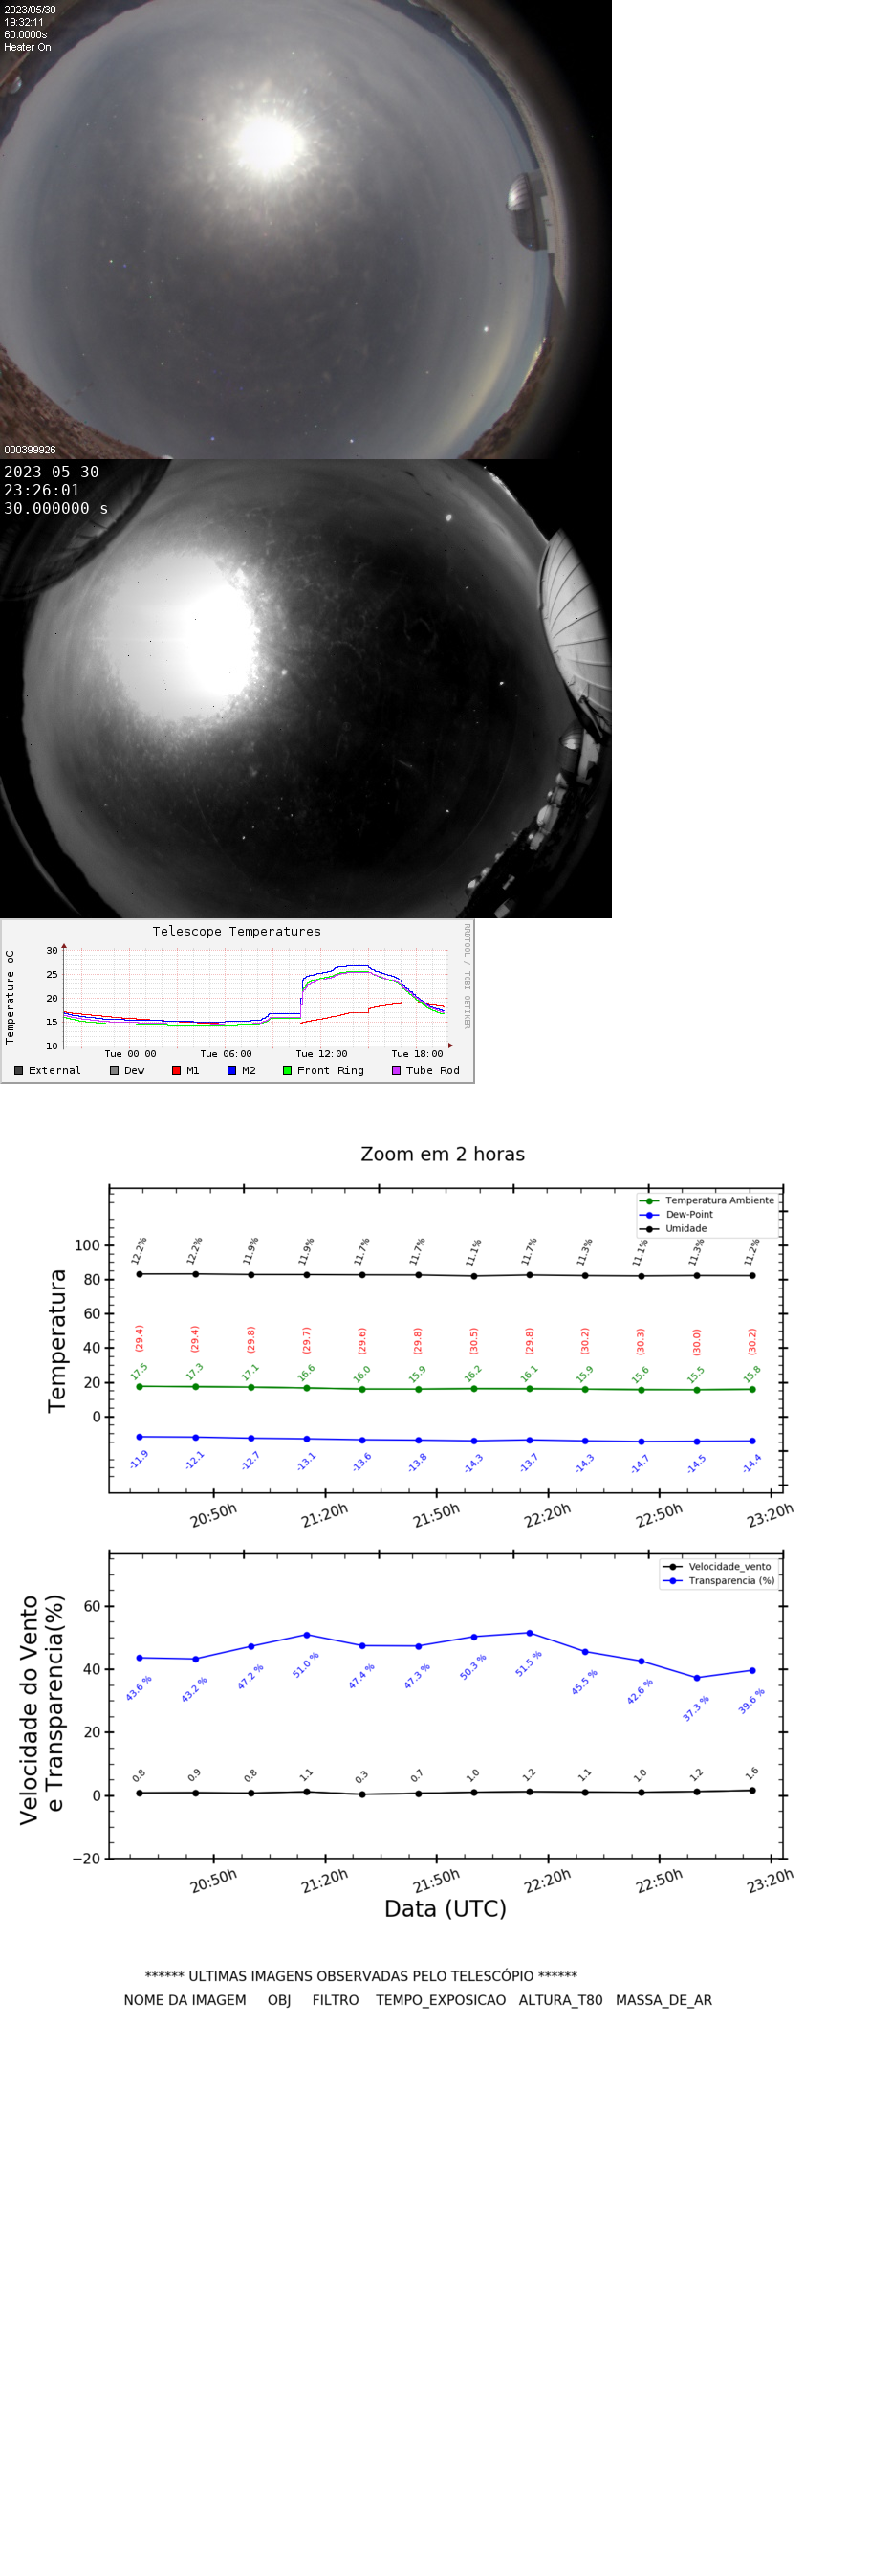 2023/05/30
19:32:11
60.0000s
Heater On
000399926
2023-05-30
23:26:01
30.000000 s
Telescope Temperatures
Temperature oC
RRDTOOL / TOBI OETIKER
30
25
20
15
10
Tue 00:00 Tue 06:00 Tue 12:00 Tue 18:00
External Dew M1 M2 Front Ring Tube Rod
Zoom em 2 horas
Temperatura
Temperatura Ambiente
Dew-Point
Umidade
100
80
60
40
20
0
12.2% 12.2% 11.9% 11.9% 11.7% 11.7% 11.1% 11.7% 11.3% 11.1% 11.3% 11.2%
(29.4) (29.4) (29.8) (29.7) (29.6) (29.8) (30.5) (29.8) (30.2) (30.3) (30.0) (30.2)
17.5 17.3 17.1 16.6 16.0 15.9 16.2 16.1 15.9 15.6 15.5 15.8
-11.9 -12.1 -12.7 -13.1 -13.6 -13.8 -14.3 -13.7 -14.3 -14.7 -14.5 -14.4
20:50h 21:20h 21:50h 22:20h 22:50h 23:20h
Velocidade do Vento
e Transparencia(%)
Velocidade_vento
Transparencia (%)
60
40
20
0
−20
43.6 % 43.2 % 47.2 % 51.0 % 47.4 % 47.3 % 50.3 % 51.5 % 45.5 % 42.6 % 37.3 % 39.6 %
0.8 0.9 0.8 1.1 0.3 0.7 1.0 1.2 1.1 1.0 1.2 1.6
20:50h 21:20h 21:50h 22:20h 22:50h 23:20h
Data (UTC)
****** ULTIMAS IMAGENS OBSERVADAS PELO TELESCÓPIO ******
NOME DA IMAGEM OBJ FILTRO TEMPO_EXPOSICAO ALTURA_T80 MASSA_DE_AR